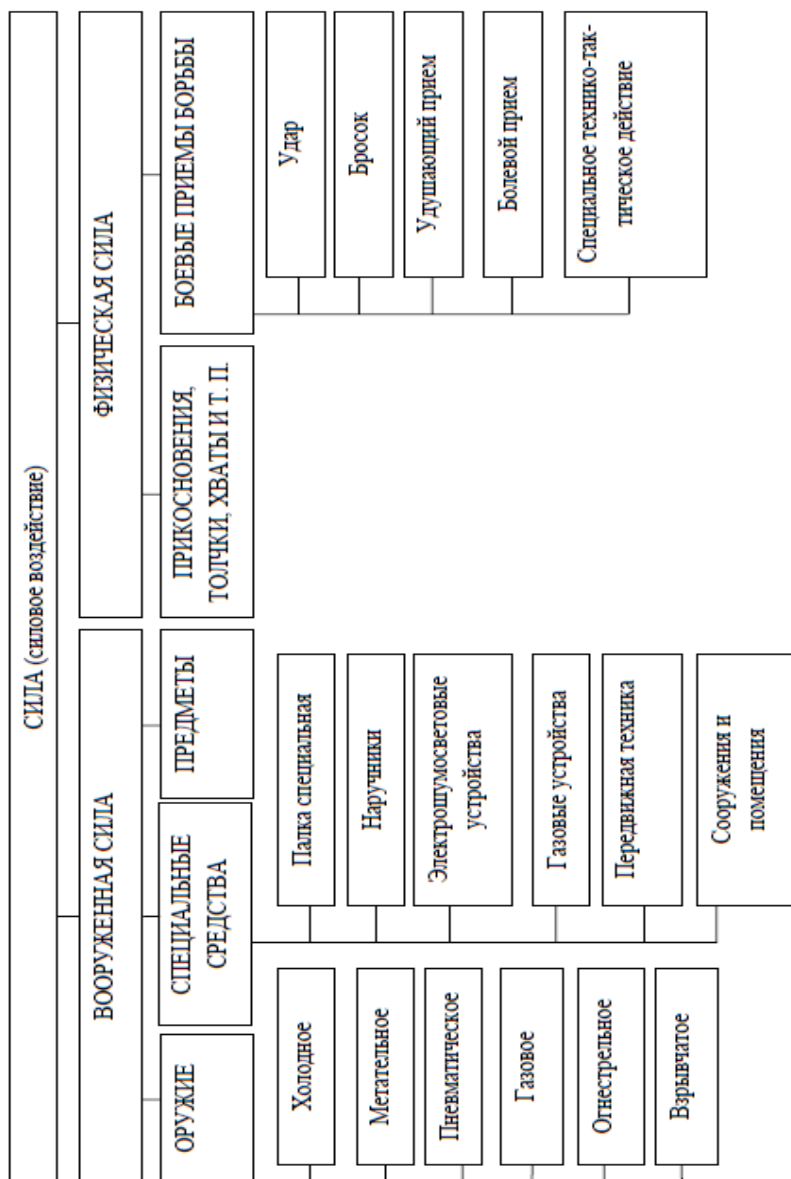 СИЛА (силовое воздействие)
ВООРУЖЕННАЯ СИЛА
ФИЗИЧЕСКАЯ СИЛА
ОРУЖИЕ
СПЕЦИАЛЬНЫЕ
СРЕДСТВА
ПРЕДМЕТЫ
ПРИКОСНОВЕНИЯ,
ТОЛЧКИ, ХВАТЫ И Т. П.
БОЕВЫЕ ПРИЕМЫ БОРЬБЫ
Холодное
Метательное
Пневматическое
Газовое
Огнестрельное
Взрывчатое
Палка специальная
Наручники
Электрошумосветовые
устройства
Газовые устройства
Передвижная техника
Сооружения и
помещения
Удар
Бросок
Удушающий прием
Болевой прием
Специальное технико-так-
тическое действие